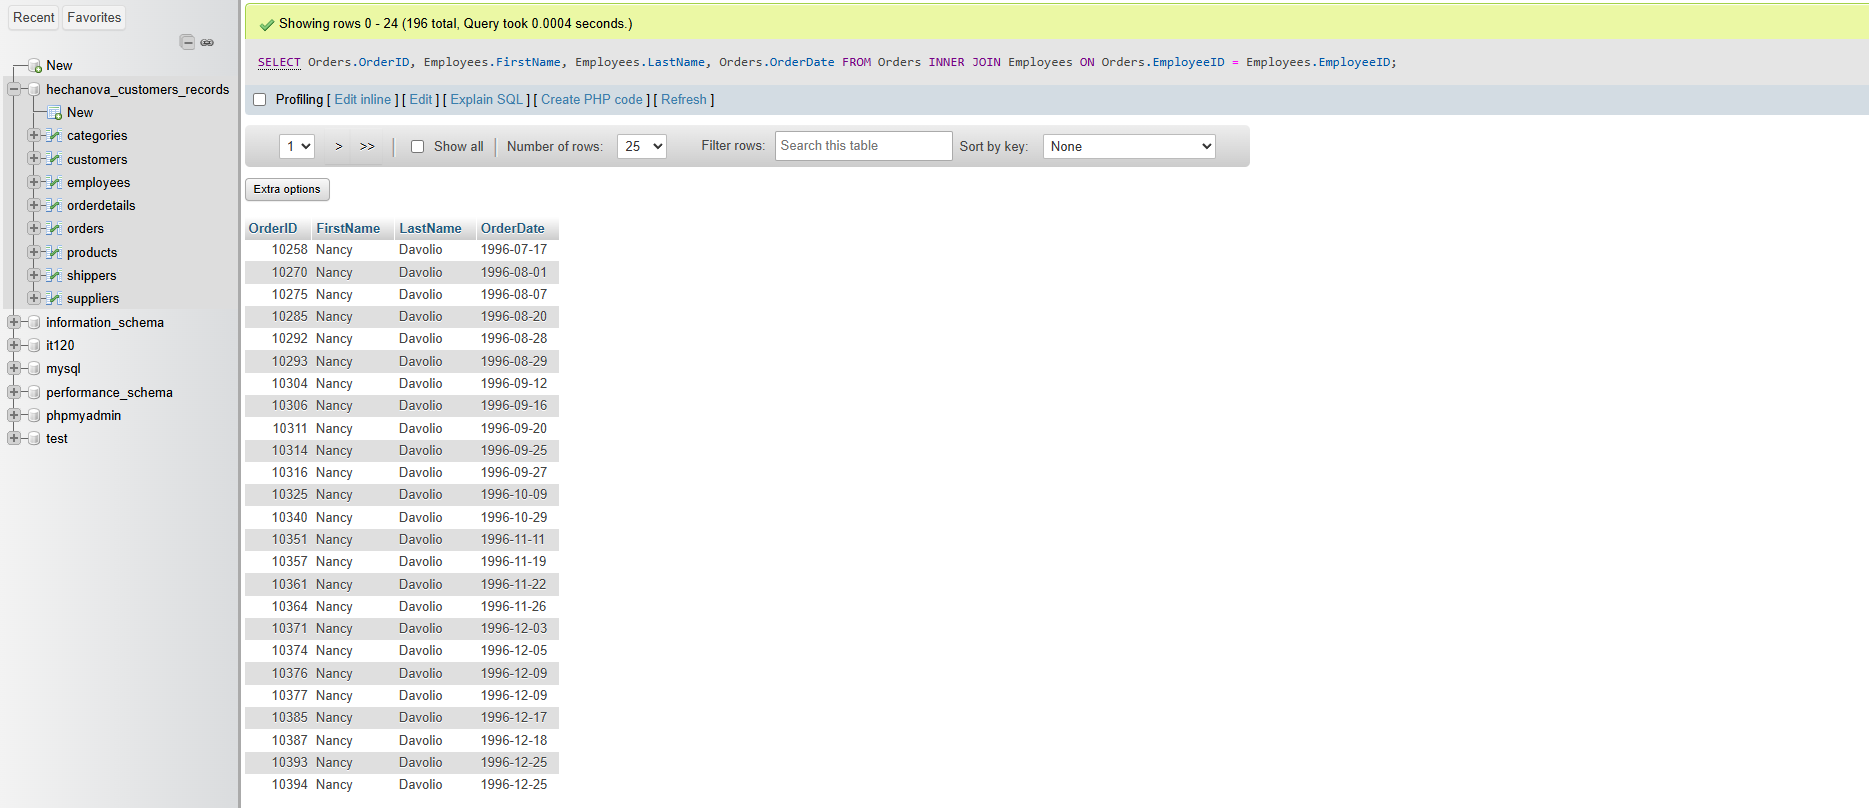 Recent Favorites
New
hechanova_customers_records
New
categories
customers
employees
orderdetails
orders
products
shippers
suppliers
information_schema
it120
mysql
performance_schema
phpmyadmin
test
Showing rows 0 - 24 (196 total, Query took 0.0004 seconds.)
SELECT Orders.OrderID, Employees.FirstName, Employees.LastName, Orders.OrderDate FROM Orders INNER JOIN Employees ON Orders.EmployeeID = Employees.EmployeeID;
Profiling [ Edit inline ] [ Edit ] [ Explain SQL ] [ Create PHP code ] [ Refresh ]
1 > >> | Show all | Number of rows: 25 Filter rows: Search this table Sort by key: None
Extra options
OrderID FirstName LastName OrderDate
10258 Nancy Davolio 1996-07-17
10270 Nancy Davolio 1996-08-01
10275 Nancy Davolio 1996-08-07
10285 Nancy Davolio 1996-08-20
10292 Nancy Davolio 1996-08-28
10293 Nancy Davolio 1996-08-29
10304 Nancy Davolio 1996-09-12
10306 Nancy Davolio 1996-09-16
10311 Nancy Davolio 1996-09-20
10314 Nancy Davolio 1996-09-25
10316 Nancy Davolio 1996-09-27
10325 Nancy Davolio 1996-10-09
10340 Nancy Davolio 1996-10-29
10351 Nancy Davolio 1996-11-11
10357 Nancy Davolio 1996-11-19
10361 Nancy Davolio 1996-11-22
10364 Nancy Davolio 1996-11-26
10371 Nancy Davolio 1996-12-03
10374 Nancy Davolio 1996-12-05
10376 Nancy Davolio 1996-12-09
10377 Nancy Davolio 1996-12-09
10385 Nancy Davolio 1996-12-17
10387 Nancy Davolio 1996-12-18
10393 Nancy Davolio 1996-12-25
10394 Nancy Davolio 1996-12-25